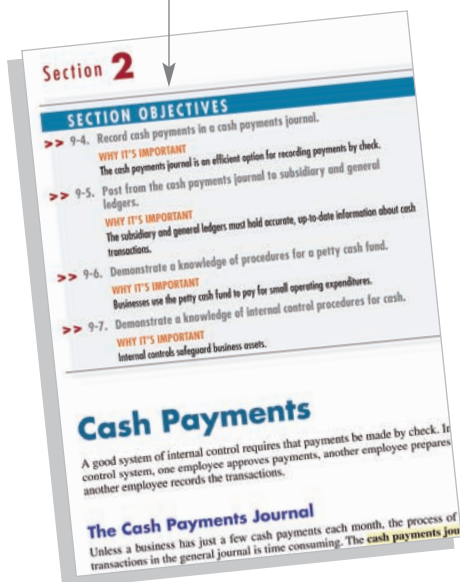 Section 2
SECTION OBJECTIVES
>> 9-4. Record cash payments in a cash payments journal.
WHY IT'S IMPORTANT
The cash payments journal is an efficient option for recording payments by check.
>> 9-5. Post from the cash payments journal to subsidiary and general
ledgers.
WHY IT'S IMPORTANT
The subsidiary and general ledgers must hold accurate, up-to-date information about cash
transactions.
>> 9-6. Demonstrate a knowledge of procedures for a petty cash fund.
WHY IT'S IMPORTANT
Businesses use the petty cash fund to pay for small operating expenditures.
>> 9-7. Demonstrate a knowledge of internal control procedures for cash.
WHY IT'S IMPORTANT
Internal controls safeguard business assets.
Cash Payments
A good system of internal control requires that payments be made by check. In
control system, one employee approves payments, another employee prepares
another employee records the transactions.
The Cash Payments Journal
Unless a business has just a few cash payments each month, the process of
transactions in the general journal is time consuming. The cash payments jou